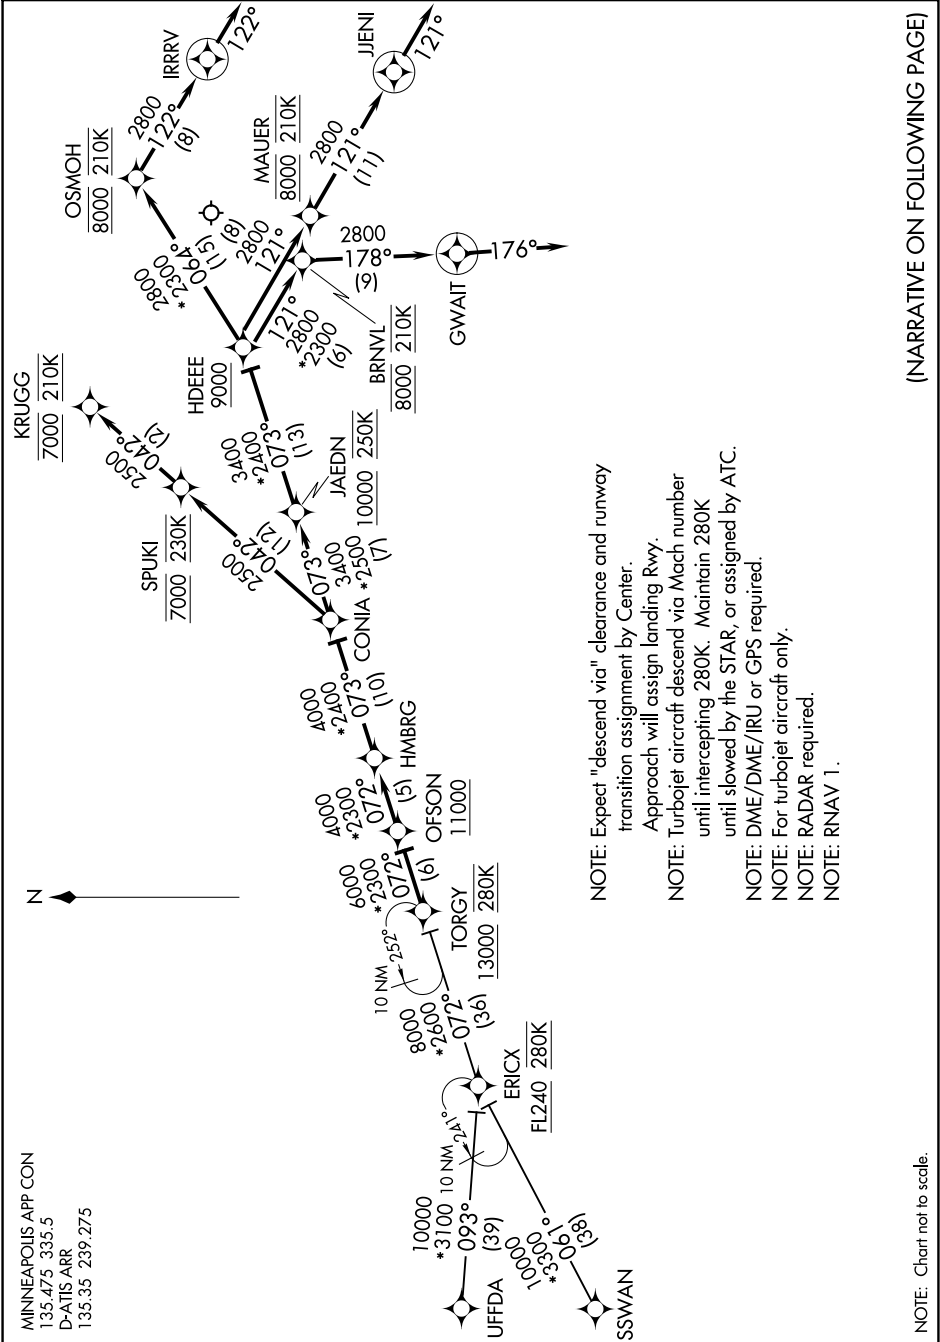 MINNEAPOLIS APP CON
135.475 335.5
D-ATIS ARR
135.35 239.275
N
UFFDA
10000
*3100
093°
(39)
10 NM
241°
SSWAN
10000
*3300
061°
(38)
ERICX
FL240 280K
8000
*2600
072°
(36)
10 NM
252°
TORGY
13000 280K
6000
*2300
072°
(6)
OFSON
11000
4000
*2300
072°
(5)
HMBRG
4000
*2400
073°
(10)
CONIA
2500
042°
(12)
SPUKI
7000 230K
2500
042°
(2)
KRUGG
7000 210K
073°
3400
*2500
(7)
JAEDN
10000 250K
3400
*2400
073°
(13)
HDEEE
9000
2800
*2300
064°
(15)
OSMOH
8000 210K
2800
122°
(8)
IRRRV
122°
(8)
2800
121°
MAUER
8000 210K
2800
121°
(11)
JJENI
121°
121°
2800
*2300
(6)
BRNVL
8000 210K
2800
178°
(9)
GWAIT
176°
NOTE: Expect "descend via" clearance and runway
transition assignment by Center.
Approach will assign landing Rwy.
NOTE: Turbojet aircraft descend via Mach number
until intercepting 280K. Maintain 280K
until slowed by the STAR, or assigned by ATC.
NOTE: DME/DME/IRU or GPS required.
NOTE: For turbojet aircraft only.
NOTE: RADAR required.
NOTE: RNAV 1.
NOTE: Chart not to scale.
(NARRATIVE ON FOLLOWING PAGE)